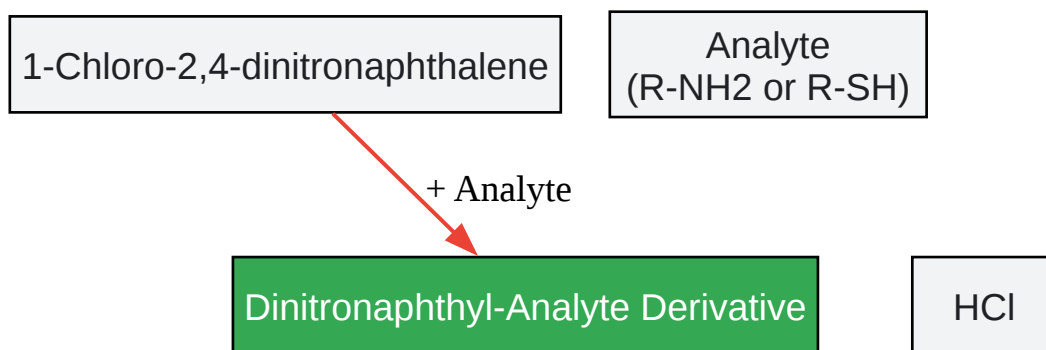 1-Chloro-2,4-dinitronaphthalene
Analyte
(R-NH2 or R-SH)
+ Analyte
Dinitronaphthyl-Analyte Derivative
HCl